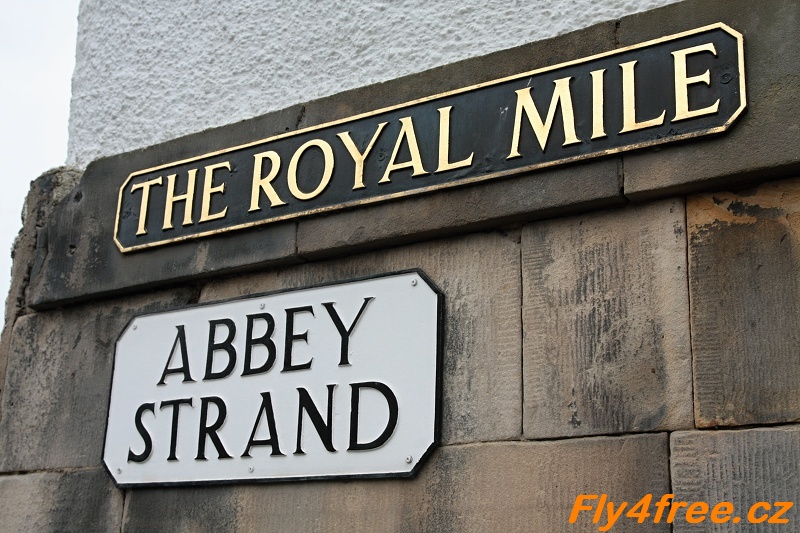 THE ROYAL MILE
ABBEY
STRAND
Fly4free.cz